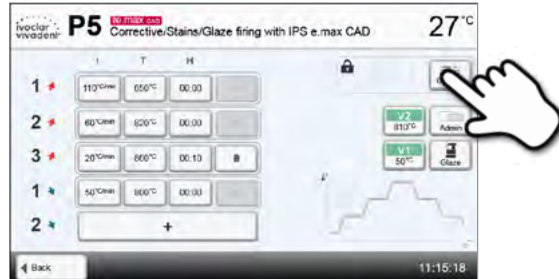 ivoclar vivadent P5 e.max CAD Corrective/Stains/Glaze firing with IPS e.max CAD 27°C
t T H
1 110°C/min 650°C 00:00
2 60°C/min 820°C 00:00
V2 810°C Admin
3 20°C/min 860°C 00:10
V1 50°C Glaze
1 50°C/min 800°C 00:00
2 +
Back 11:15:18